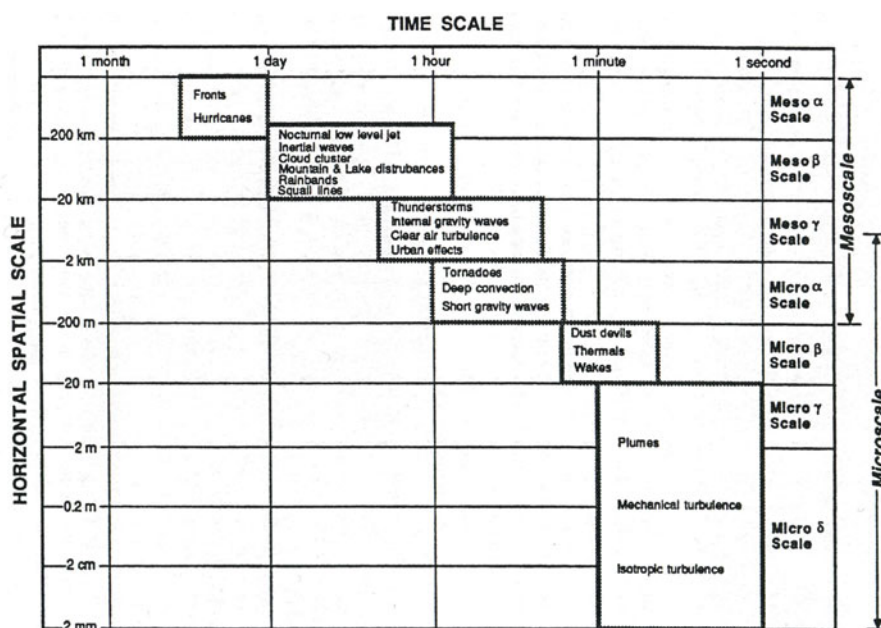 TIME SCALE
1 month 1 day 1 hour 1 minute 1 second
HORIZONTAL SPATIAL SCALE
Fronts
Hurricanes
Meso α
Scale
200 km
Nocturnal low level jet
Inertial waves
Cloud cluster
Mountain & Lake distrubances
Rainbands
Squall lines
Meso β
Scale
20 km
Thunderstorms
Internal gravity waves
Clear air turbulence
Urban effects
Meso γ
Scale
Mesoscale
2 km
Tornadoes
Deep convection
Short gravity waves
Micro α
Scale
200 m
Dust devils
Thermals
Wakes
Micro β
Scale
20 m
Plumes
Micro γ
Scale
2 m
Microscale
0.2 m
Mechanical turbulence
Micro δ
Scale
2 cm
Isotropic turbulence
2 mm